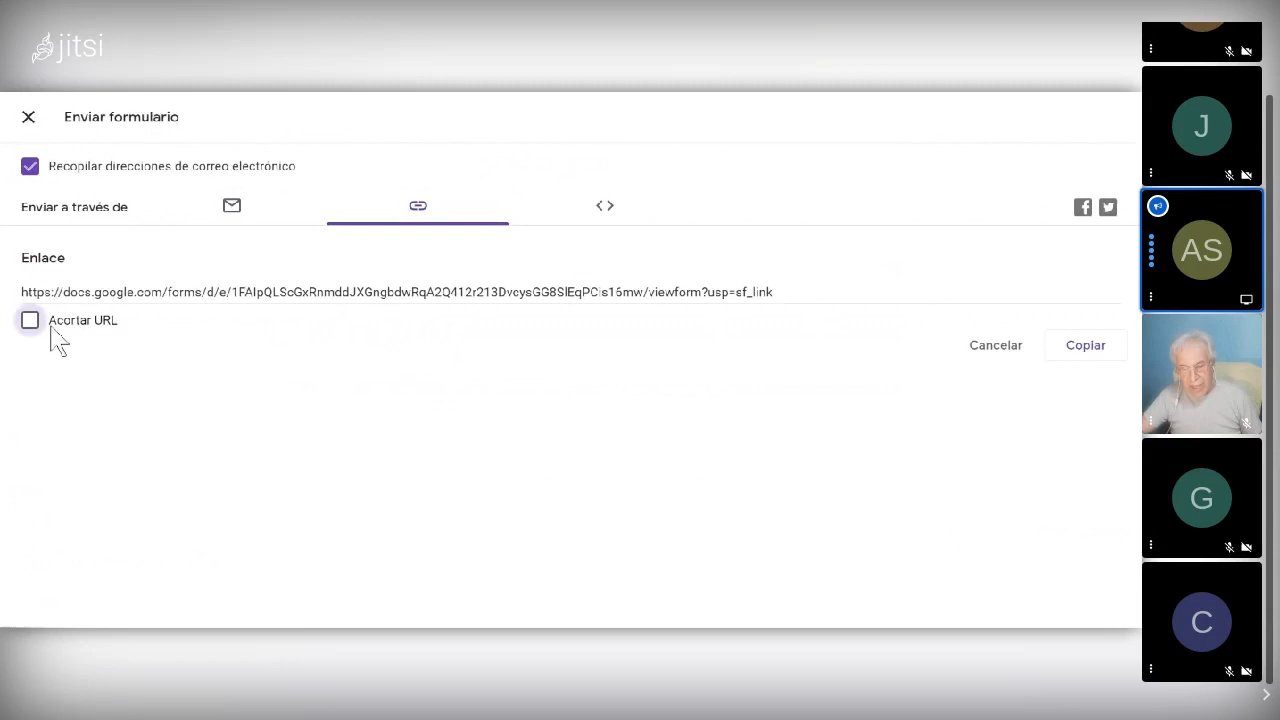 jitsi
Enviar formulario
Recopilar direcciones de correo electrónico
Enviar a través de
Enlace
https://docs.google.com/forms/d/e/1FAIpQLScGxRnmddJXGngbdwRqA2Q412r213DvcysGG8SlEqPCis16mw/viewform?usp=sf_link
Acortar URL
Cancelar
Copiar
J
AS
G
C